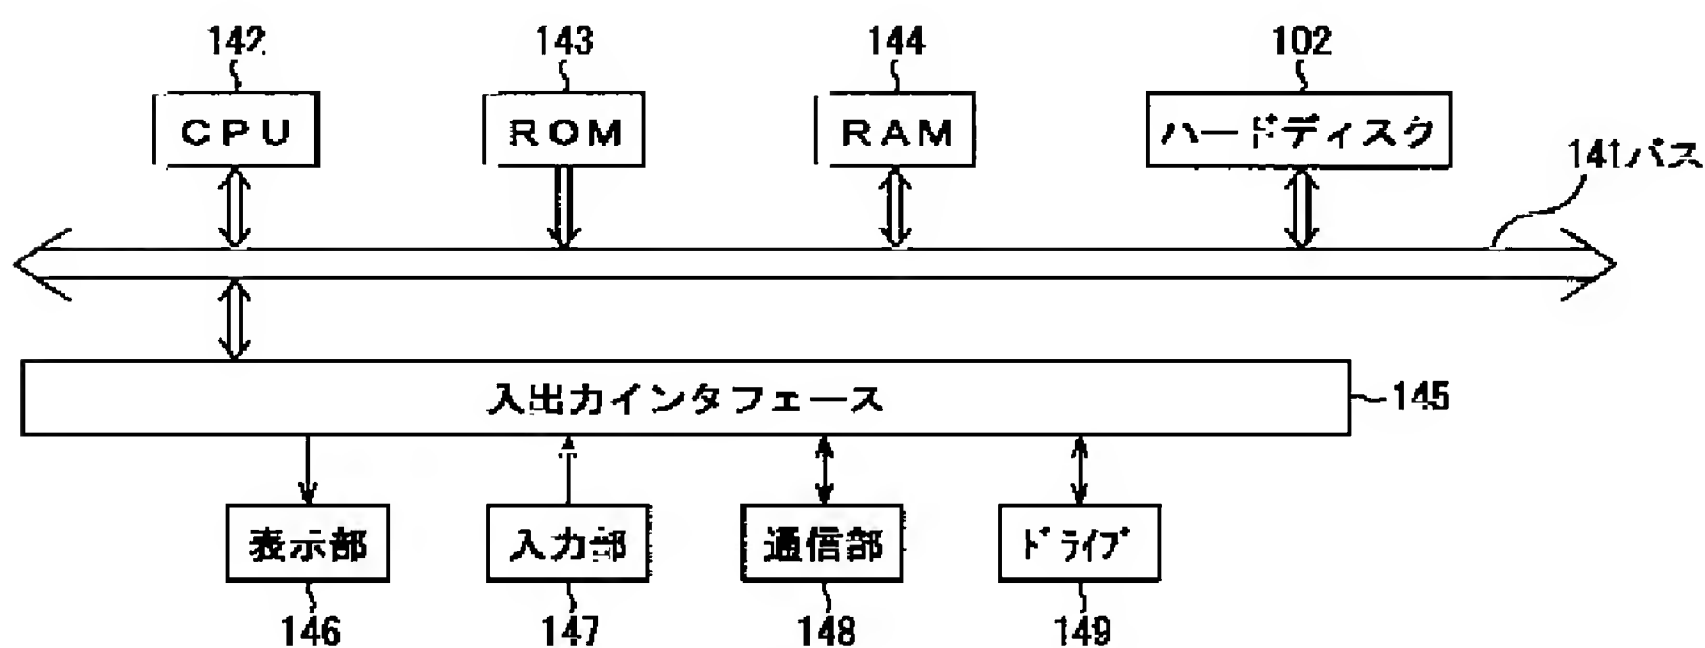 142
143
144
102
CPU
ROM
RAM
ハードディスク
141バス
入出力インタフェース
145
表示部
入力部
通信部
ドライブ
146
147
148
149